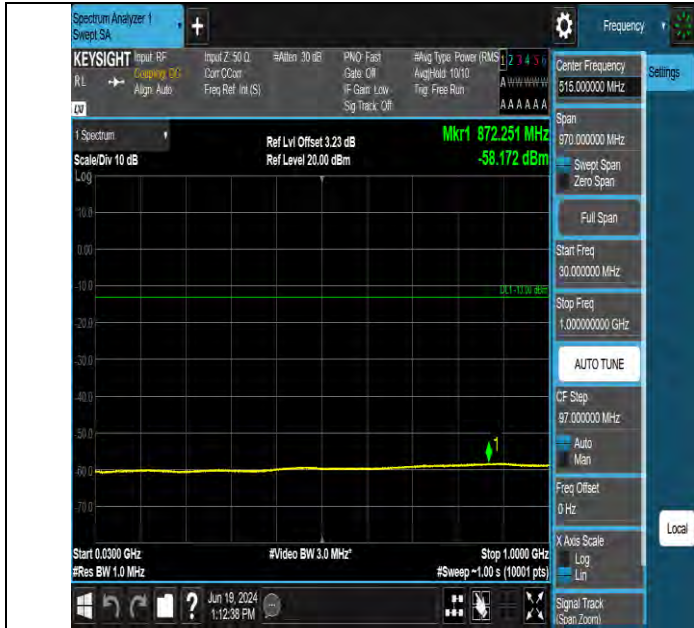 Spectrum Analyzer 1
Swept SA
Frequency
KEYSIGHT
RL
LXI
Input: RF
Coupling: DC
Align: Auto
Input Z: 50 Ω
Corr CCorr
Freq Ref: Int (S)
#Atten: 30 dB
PNO: Fast
Gate: Off
IF Gain: Low
Sig Track: Off
#Avg Type: Power (RMS
Avg|Hold: 10/10
Trig: Free Run
1 2 3 4 5 6
A W W W W W
A A A A A A
1 Spectrum
Scale/Div 10 dB
Log
Ref Lvl Offset 3.23 dB
Ref Level 20.00 dBm
Mkr1 872.251 MHz
-58.172 dBm
10.0
0.00
-10.0
DL1 -13.00 dBm
-30.0
-40.0
-50.0
1
-60.0
-70.0
Start 0.0300 GHz
#Res BW 1.0 MHz
#Video BW 3.0 MHz*
Stop 1.0000 GHz
#Sweep ~1.00 s (10001 pts)
Jun 19, 2024
1:12:38 PM
Settings
Center Frequency
515.000000 MHz
Span
970.000000 MHz
Swept Span
Zero Span
Full Span
Start Freq
30.000000 MHz
Stop Freq
1.000000000 GHz
AUTO TUNE
CF Step
97.000000 MHz
Auto
Man
Freq Offset
0 Hz
X Axis Scale
Log
Lin
Signal Track
(Span Zoom)
Local